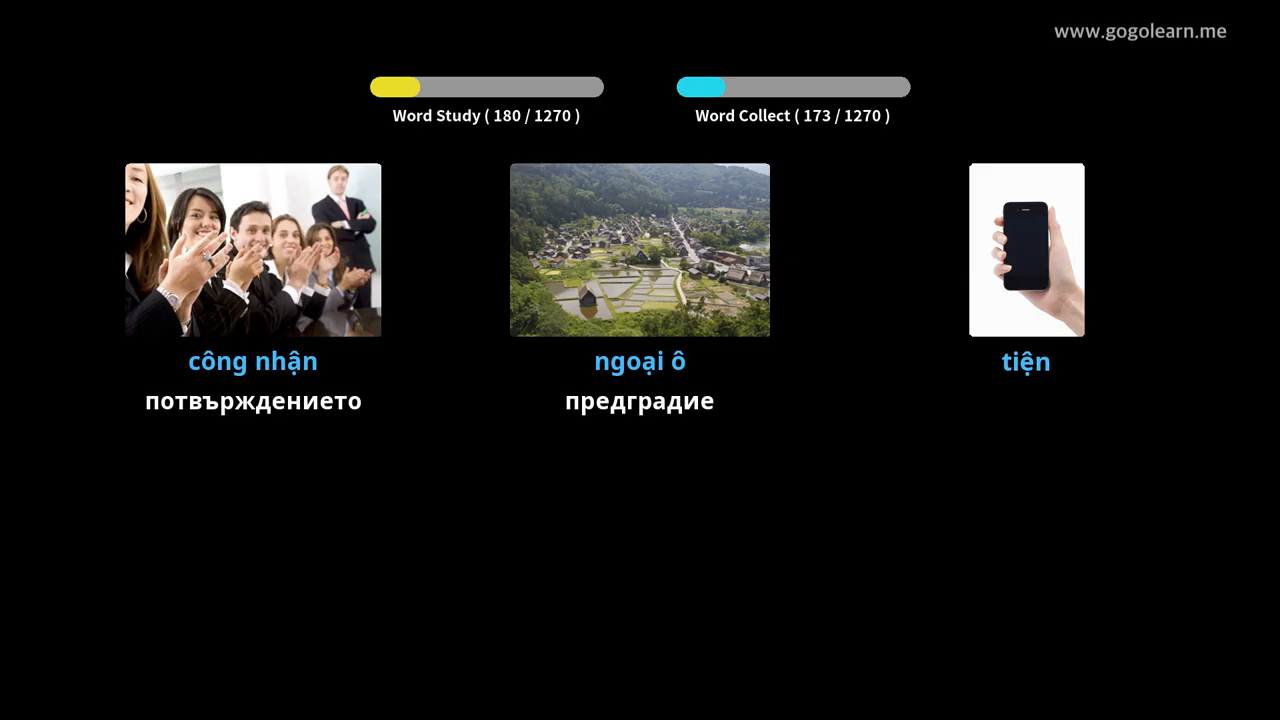 www.gogolearn.me
Word Study ( 180 / 1270 )
Word Collect ( 173 / 1270 )
công nhận
потвърждението
ngoại ô
предградие
tiện